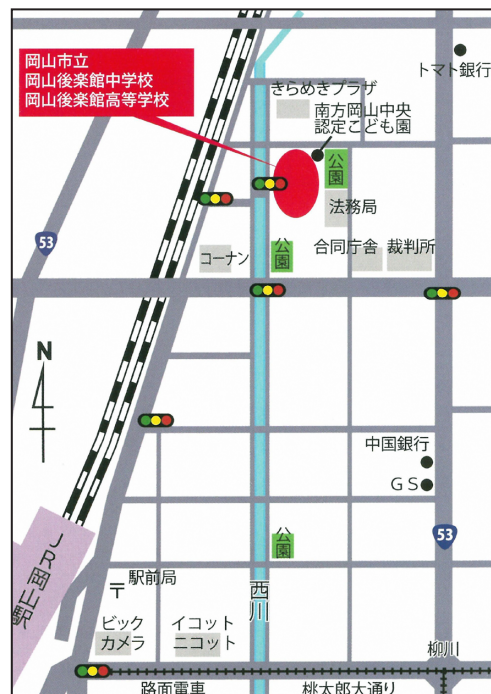 岡山市立
岡山後楽館中学校
岡山後楽館高等学校
トマト銀行
きらめきプラザ
南方岡山中央
認定こども園
公園
法務局
53
コーナン
公園
合同庁舎
裁判所
N
中国銀行
GS
53
公園
JR岡山駅
〒
駅前局
西川
ビック
カメラ
イコット
ニコット
柳川
路面電車
桃太郎大通り